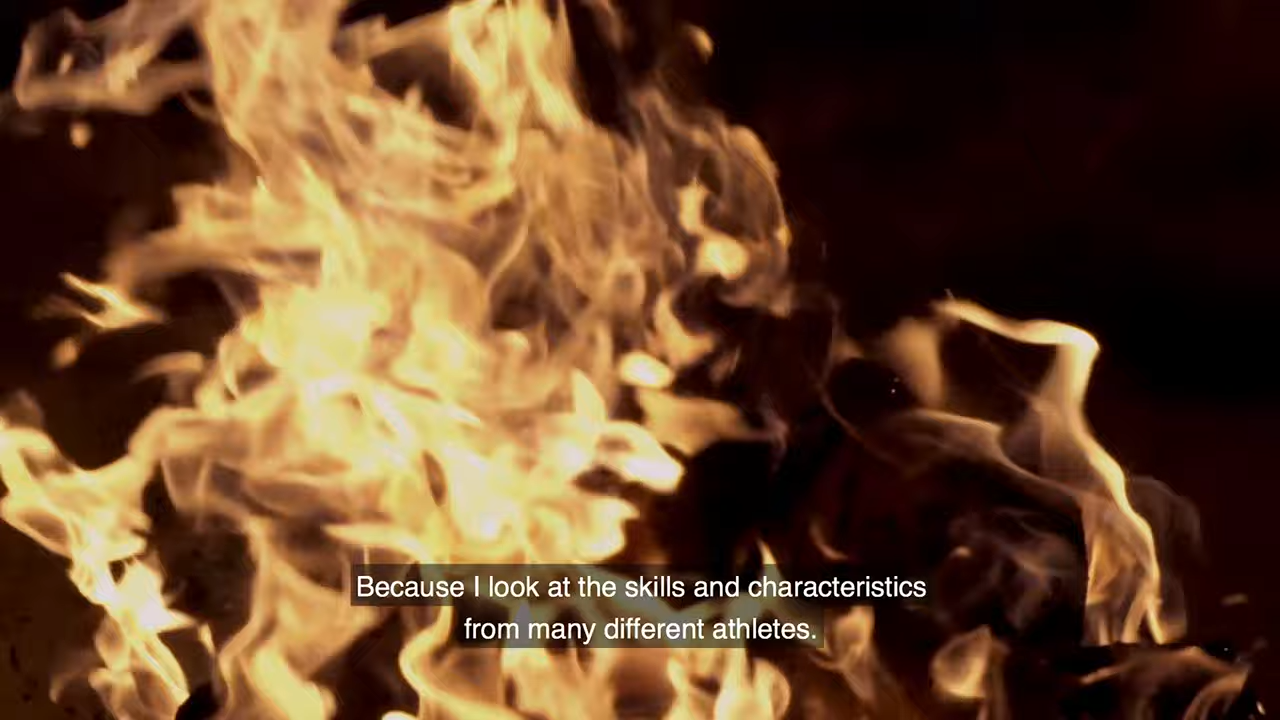 Because I look at the skills and characteristics
from many different athletes.